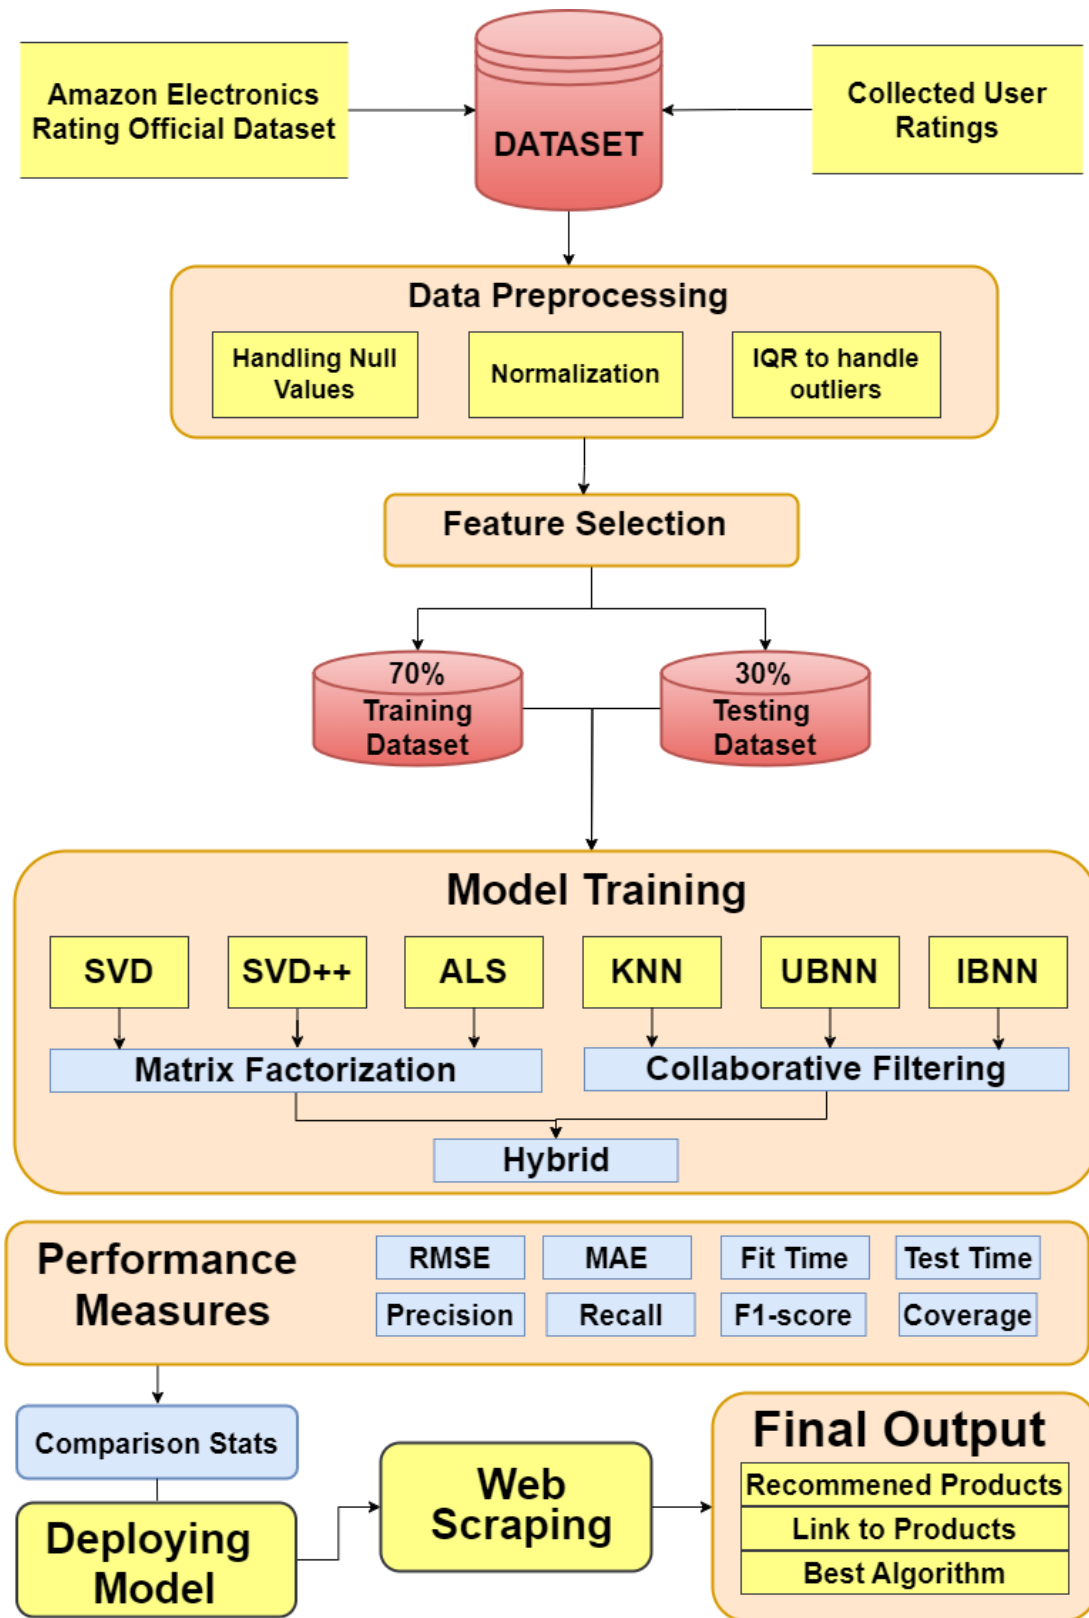 Amazon Electronics
Rating Official Dataset
DATASET
Collected User
Ratings
Data Preprocessing
Handling Null
Values
Normalization
IQR to handle
outliers
Feature Selection
70%
Training
Dataset
30%
Testing
Dataset
Model Training
SVD
SVD++
ALS
KNN
UBNN
IBNN
Matrix Factorization
Collaborative Filtering
Hybrid
Performance
Measures
RMSE
MAE
Fit Time
Test Time
Precision
Recall
F1-score
Coverage
Comparison Stats
Deploying
Model
Web
Scraping
Final Output
Recommened Products
Link to Products
Best Algorithm